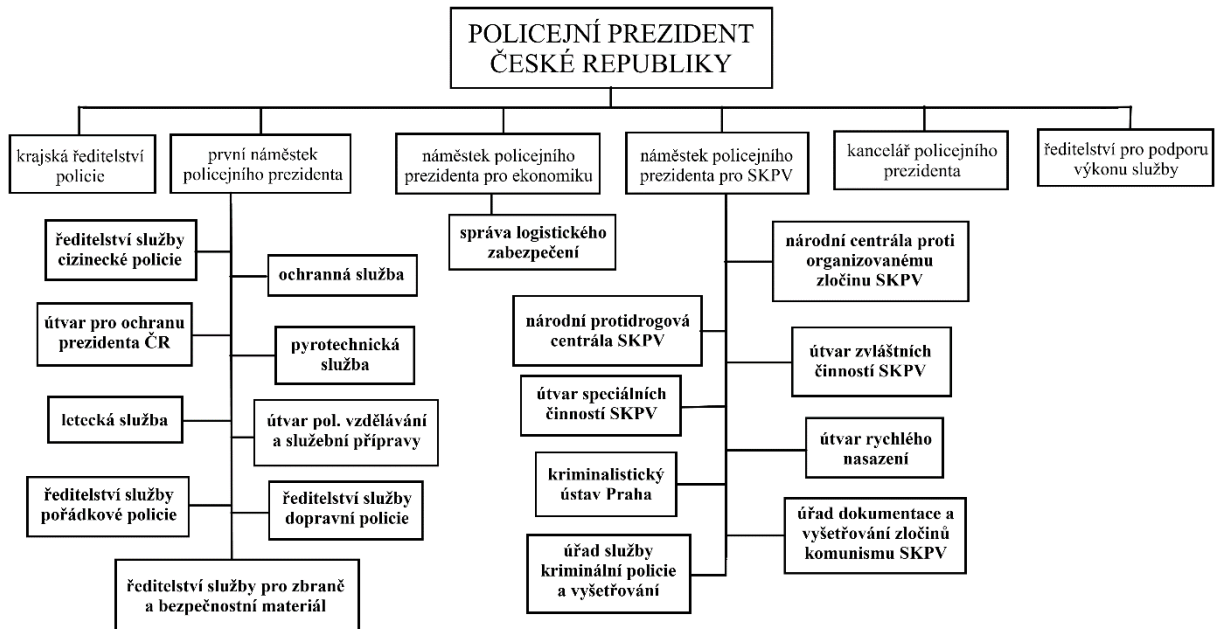 POLICEJNÍ PREZIDENT
ČESKÉ REPUBLIKY
krajská ředitelství
policie
první náměstek
policejního prezidenta
náměstek policejního
prezidenta pro ekonomiku
náměstek policejního
prezidenta pro SKPV
kancelář policejního
prezidenta
ředitelství pro podporu
výkonu služby
ředitelství služby
cizinecké policie
ochranná služba
útvar pro ochranu
prezidenta ČR
pyrotechnická
služba
letecká služba
útvar pol. vzdělávání
a služební přípravy
ředitelství služby
pořádkové policie
ředitelství služby
dopravní policie
ředitelství služby pro zbraně
a bezpečnostní materiál
správa logistického
zabezpečení
národní centrála proti
organizovanému
zločinu SKPV
národní protidrogová
centrála SKPV
útvar zvláštních
činností SKPV
útvar speciálních
činností SKPV
útvar rychlého
nasazení
kriminalistický
ústav Praha
úřad dokumentace a
vyšetřování zločinů
komunismu SKPV
úřad služby
kriminální policie
a vyšetřování